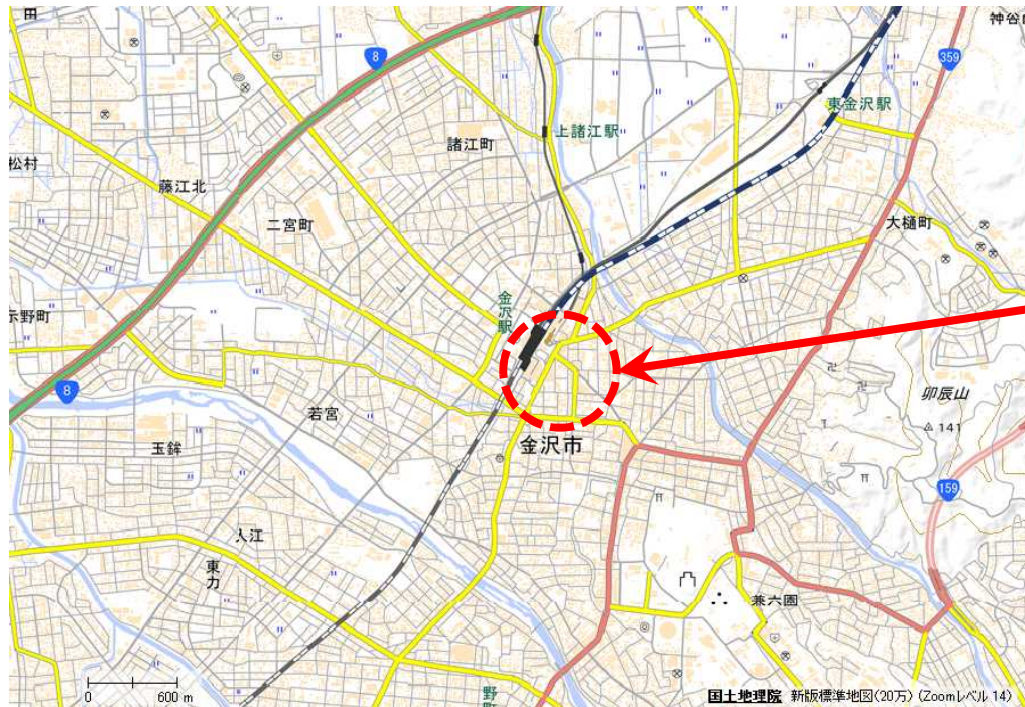 田
8
神谷
359
諸江町
上諸江駅
東金沢駅
松村
藤江北
二宮町
大樋町
金沢駅
示野町
8
若宮
卯辰山
141
玉鉾
金沢市
159
入江
東力
兼六園
0 600 m
野町
国土地理院 新版標準地図(20万) (Zoomレベル 14)